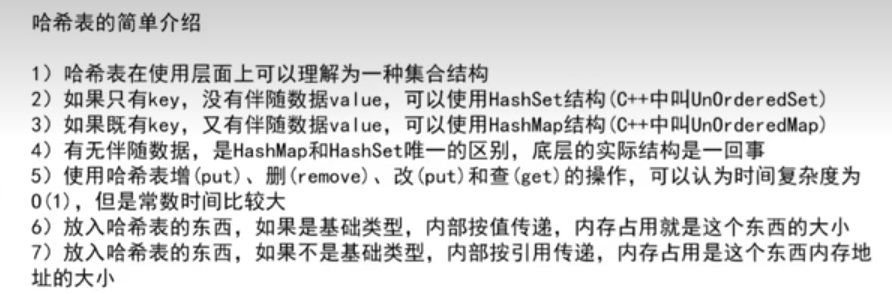 哈希表的简单介绍
1）哈希表在使用层面上可以理解为一种集合结构
2）如果只有key，没有伴随数据value，可以使用HashSet结构(C++中叫UnOrderedSet)
3）如果既有key，又有伴随数据value，可以使用HashMap结构(C++中叫UnOrderedMap)
4）有无伴随数据，是HashMap和HashSet唯一的区别，底层的实际结构是一回事
5）使用哈希表增(put)、删(remove)、改(put)和查(get)的操作，可以认为时间复杂度为
O(1)，但是常数时间比较大
6）放入哈希表的东西，如果是基础类型，内部按值传递，内存占用就是这个东西的大小
7）放入哈希表的东西，如果不是基础类型，内部按引用传递，内存占用是这个东西内存地
址的大小